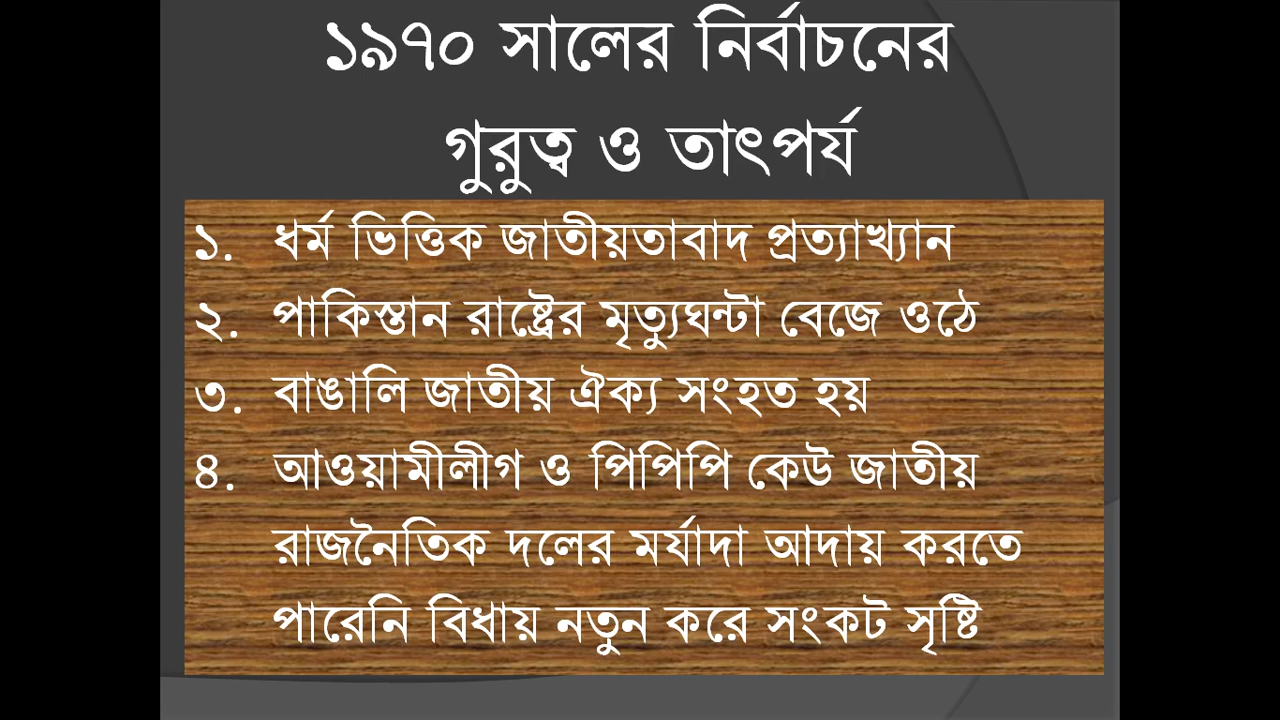 ১৯৭০ সালের নির্বাচনের
গুরুত্ব ও তাৎপর্য
১. ধর্ম ভিত্তিক জাতীয়তাবাদ প্রত্যাখ্যান
২. পাকিস্তান রাষ্ট্রের মৃত্যুঘন্টা বেজে ওঠে
৩. বাঙালি জাতীয় ঐক্য সংহত হয়
৪. আওয়ামীলীগ ও পিপিপি কেউ জাতীয়
রাজনৈতিক দলের মর্যাদা আদায় করতে
পারেনি বিধায় নতুন করে সংকট সৃষ্টি